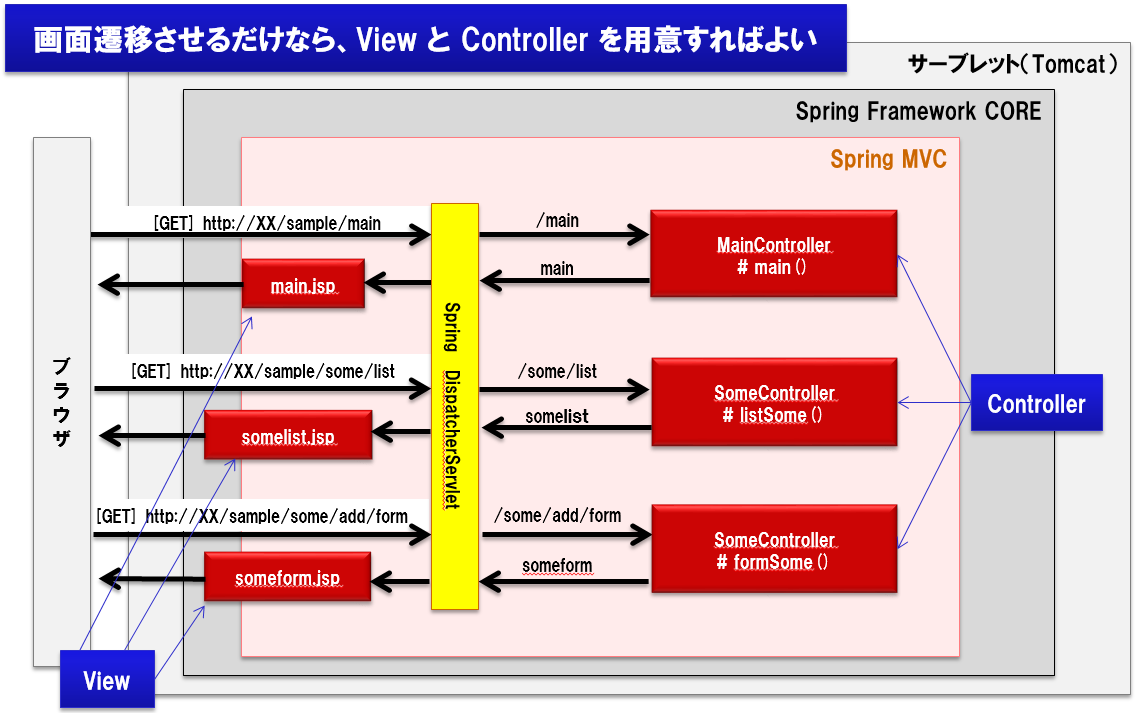 画面遷移させるだけなら、View と Controller を用意すればよい
サーブレット(Tomcat)
Spring Framework CORE
Spring MVC
ブラウザ
[GET] http://XX/sample/main
/main
MainController
# main()
main
main.jsp
Spring DispatcherServlet
[GET] http://XX/sample/some/list
/some/list
SomeController
# listSome()
somelist
somelist.jsp
Controller
[GET] http://XX/sample/some/add/form
/some/add/form
SomeController
# formSome()
someform
someform.jsp
View